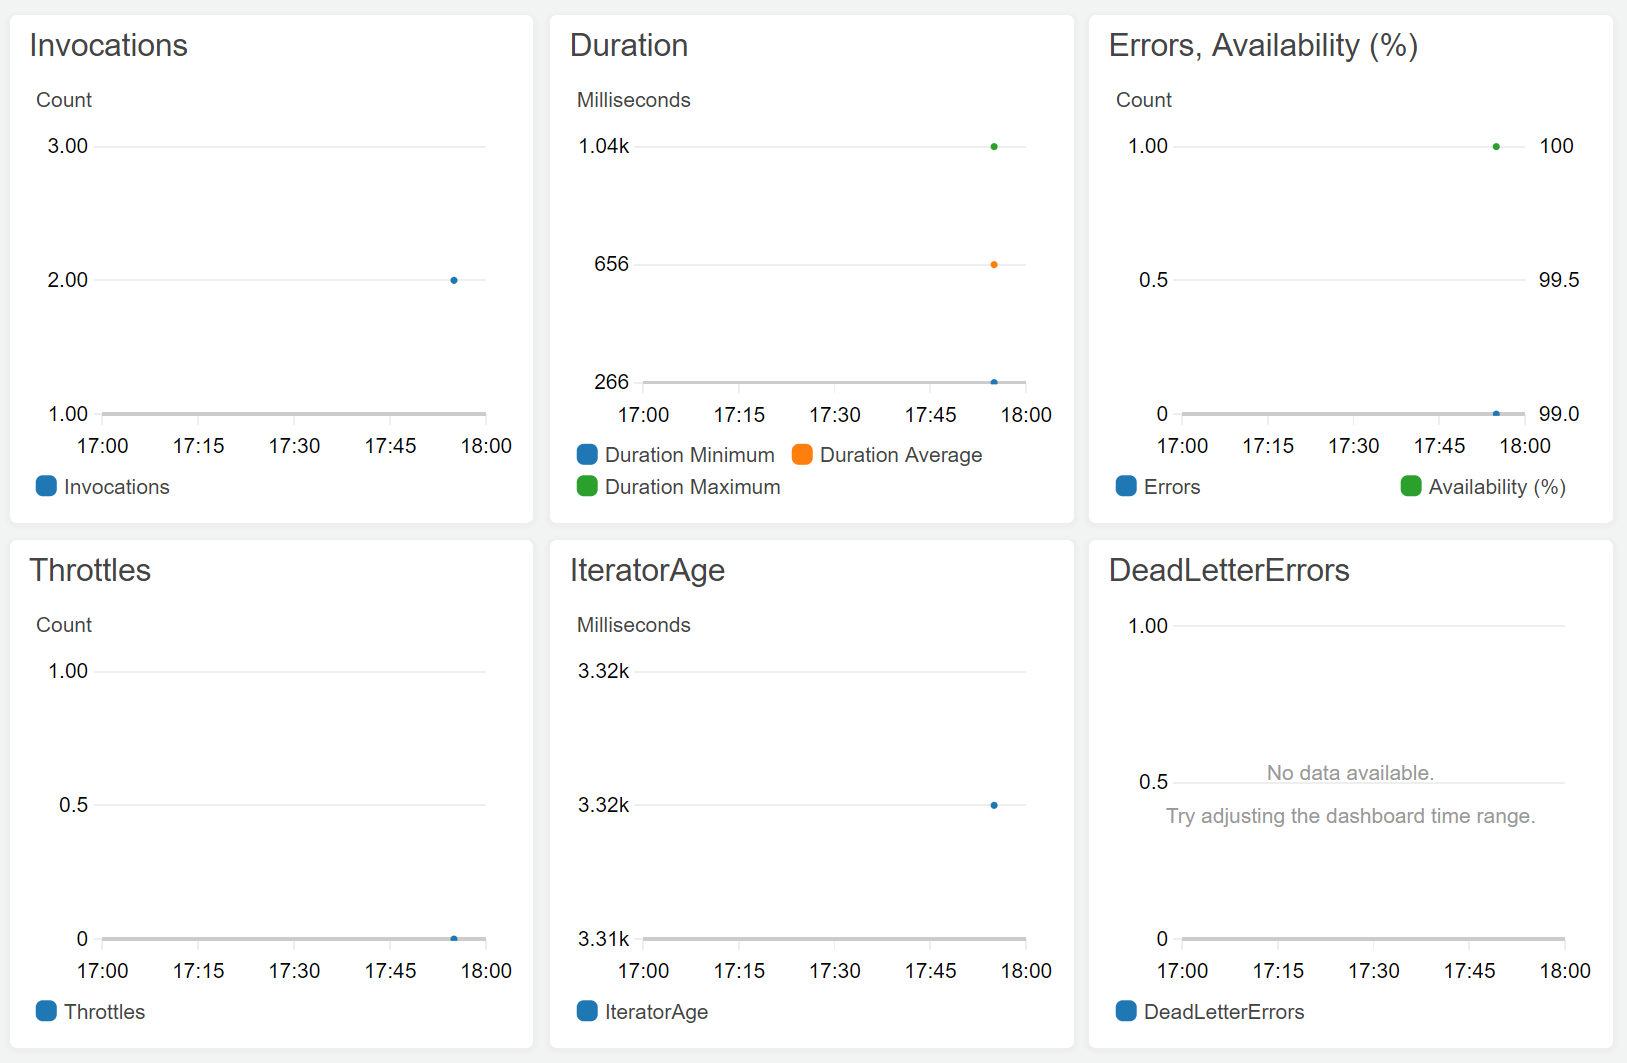 Invocations
Count
3.00
2.00
1.00
17:00 17:15 17:30 17:45 18:00
Invocations
Duration
Milliseconds
1.04k
656
266
17:00 17:15 17:30 17:45 18:00
Duration Minimum Duration Average
Duration Maximum
Errors, Availability (%)
Count
1.00 100
0.5 99.5
0 99.0
17:00 17:15 17:30 17:45 18:00
Errors Availability (%)
Throttles
Count
1.00
0.5
0
17:00 17:15 17:30 17:45 18:00
Throttles
IteratorAge
Milliseconds
3.32k
3.32k
3.31k
17:00 17:15 17:30 17:45 18:00
IteratorAge
DeadLetterErrors
1.00
No data available.
0.5
Try adjusting the dashboard time range.
0
17:00 17:15 17:30 17:45 18:00
DeadLetterErrors